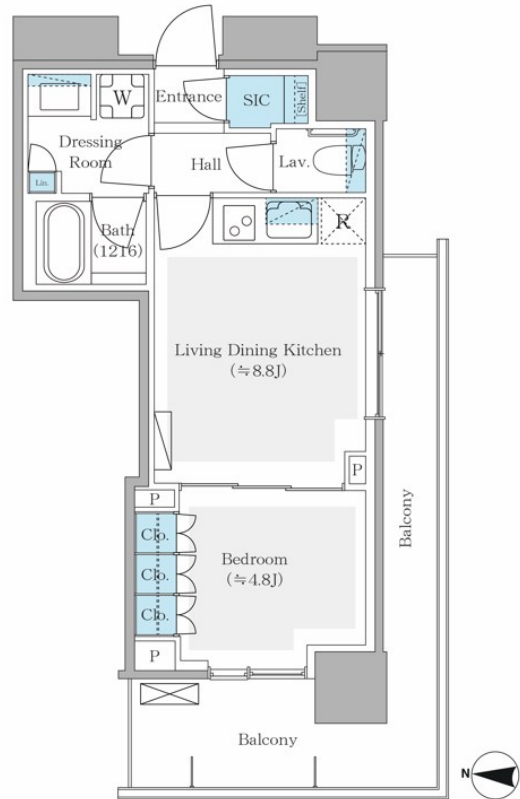 W
Entrance
SIC
Shelf
Dressing
Room
Hall
Lav.
Lin.
Bath
(1216)
R
Living Dining Kitchen
(≒8.8J)
P
P
Clo.
Clo.
Clo.
Bedroom
(≒4.8J)
P
Balcony
Balcony
N